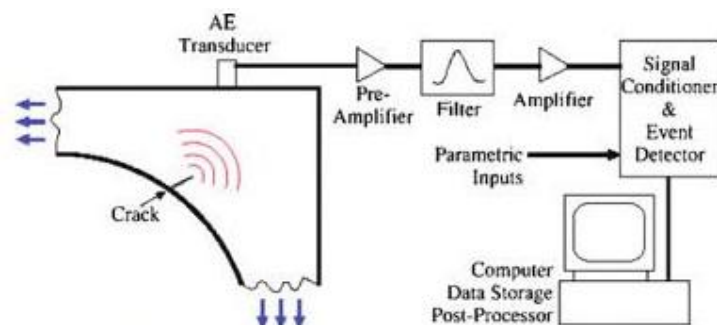 AE
Transducer
Pre-
Amplifier
Filter
Amplifier
Signal
Conditioner
&
Event
Detector
Parametric
Inputs
Crack
Computer
Data Storage
Post-Processor